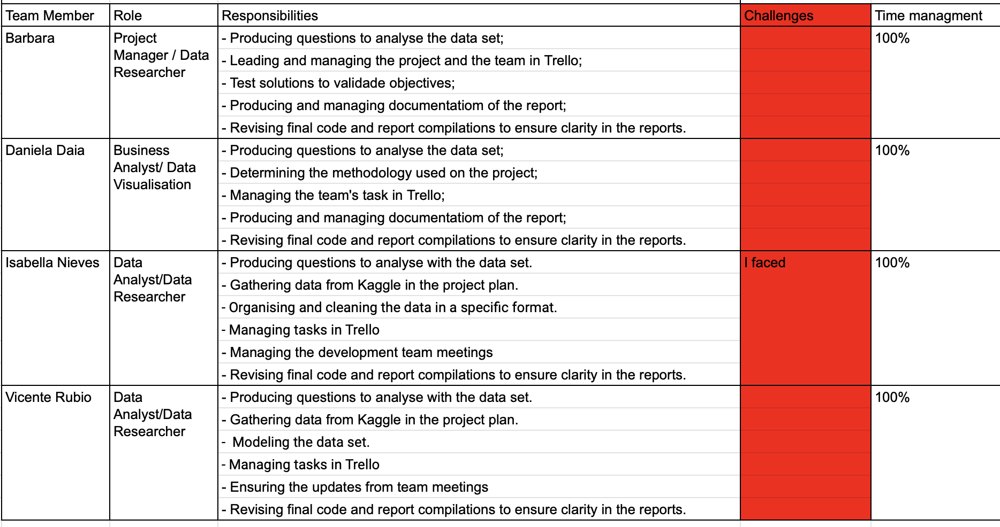 Team Member Role Responsibilities Challenges Time managment
Barbara
Project
Manager / Data
Researcher
- Producing questions to analyse the data set;
- Leading and managing the project and the team in Trello;
- Test solutions to validade objectives;
- Producing and managing documentatiom of the report;
- Revising final code and report compilations to ensure clarity in the reports.
100%
Daniela Daia
Business
Analyst/ Data
Visualisation
- Producing questions to analyse the data set;
- Determining the methodology used on the project;
- Managing the team's task in Trello;
- Producing and managing documentatiom of the report;
- Revising final code and report compilations to ensure clarity in the reports.
100%
Isabella Nieves
Data
Analyst/Data
Researcher
- Producing questions to analyse with the data set.
- Gathering data from Kaggle in the project plan.
- Organising and cleaning the data in a specific format.
- Managing tasks in Trello
- Managing the development team meetings
- Revising final code and report compilations to ensure clarity in the reports.
I faced
100%
Vicente Rubio
Data
Analyst/Data
Researcher
- Producing questions to analyse with the data set.
- Gathering data from Kaggle in the project plan.
- Modeling the data set.
- Managing tasks in Trello
- Ensuring the updates from team meetings
- Revising final code and report compilations to ensure clarity in the reports.
100%